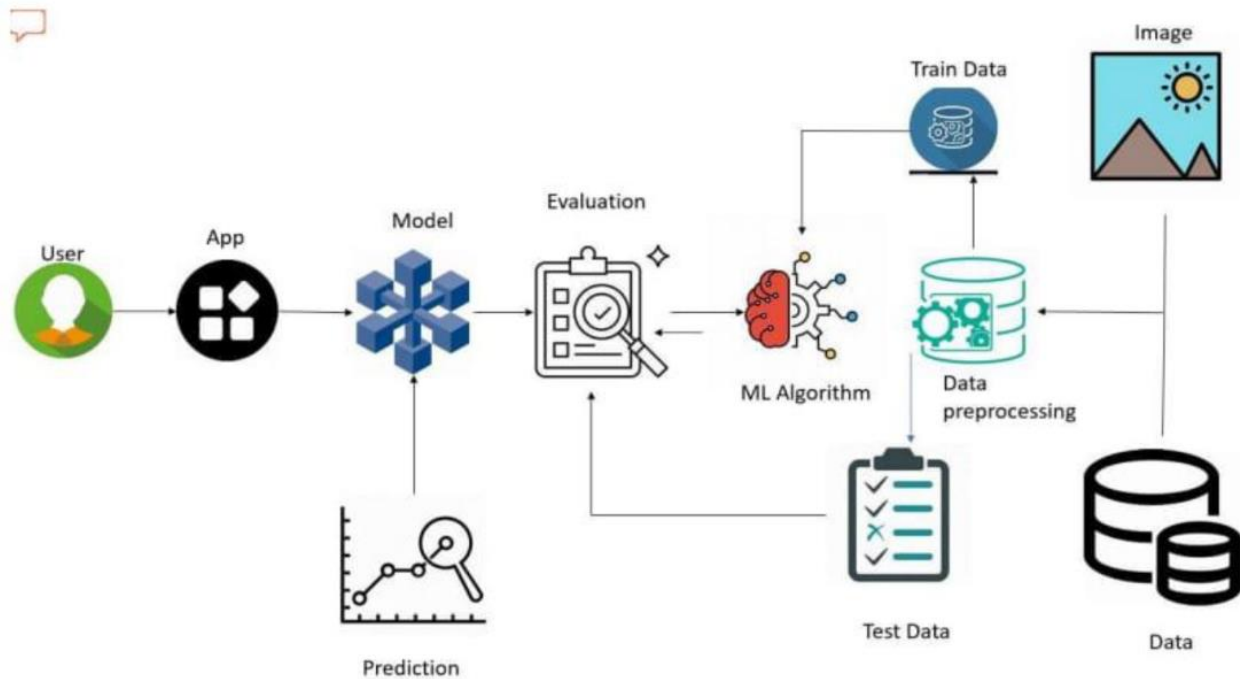 Image
Train Data
Evaluation
Model
App
User
ML Algorithm
Data
preprocessing
Test Data
Data
Prediction